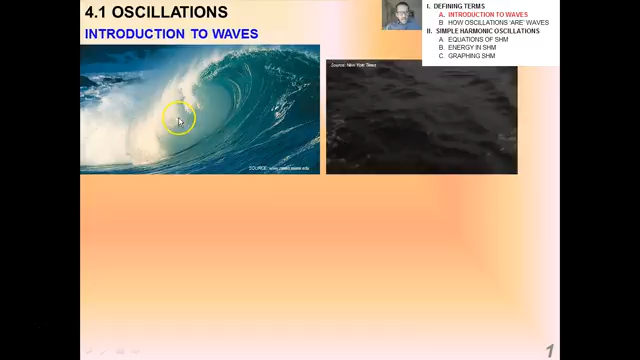 4.1 OSCILLATIONS
INTRODUCTION TO WAVES
I. DEFINING TERMS
A. INTRODUCTION TO WAVES
B HOW OSCILLATIONS 'ARE' WAVES
II. SIMPLE HARMONIC OSCILLATIONS
A. EQUATIONS OF SHM
B. ENERGY IN SHM
C. GRAPHING SHM
Source: New York Times
SOURCE:
1